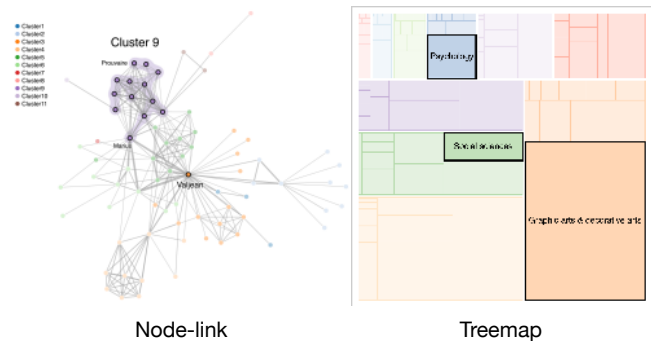 Cluster1
Cluster2
Cluster3
Cluster4
Cluster5
Cluster6
Cluster7
Cluster8
Cluster9
Cluster10
Cluster11
Cluster 9
Prouvaire
Marius
Valjean
Psychology
Social sciences
Graphic arts & decorative arts
Node-link
Treemap